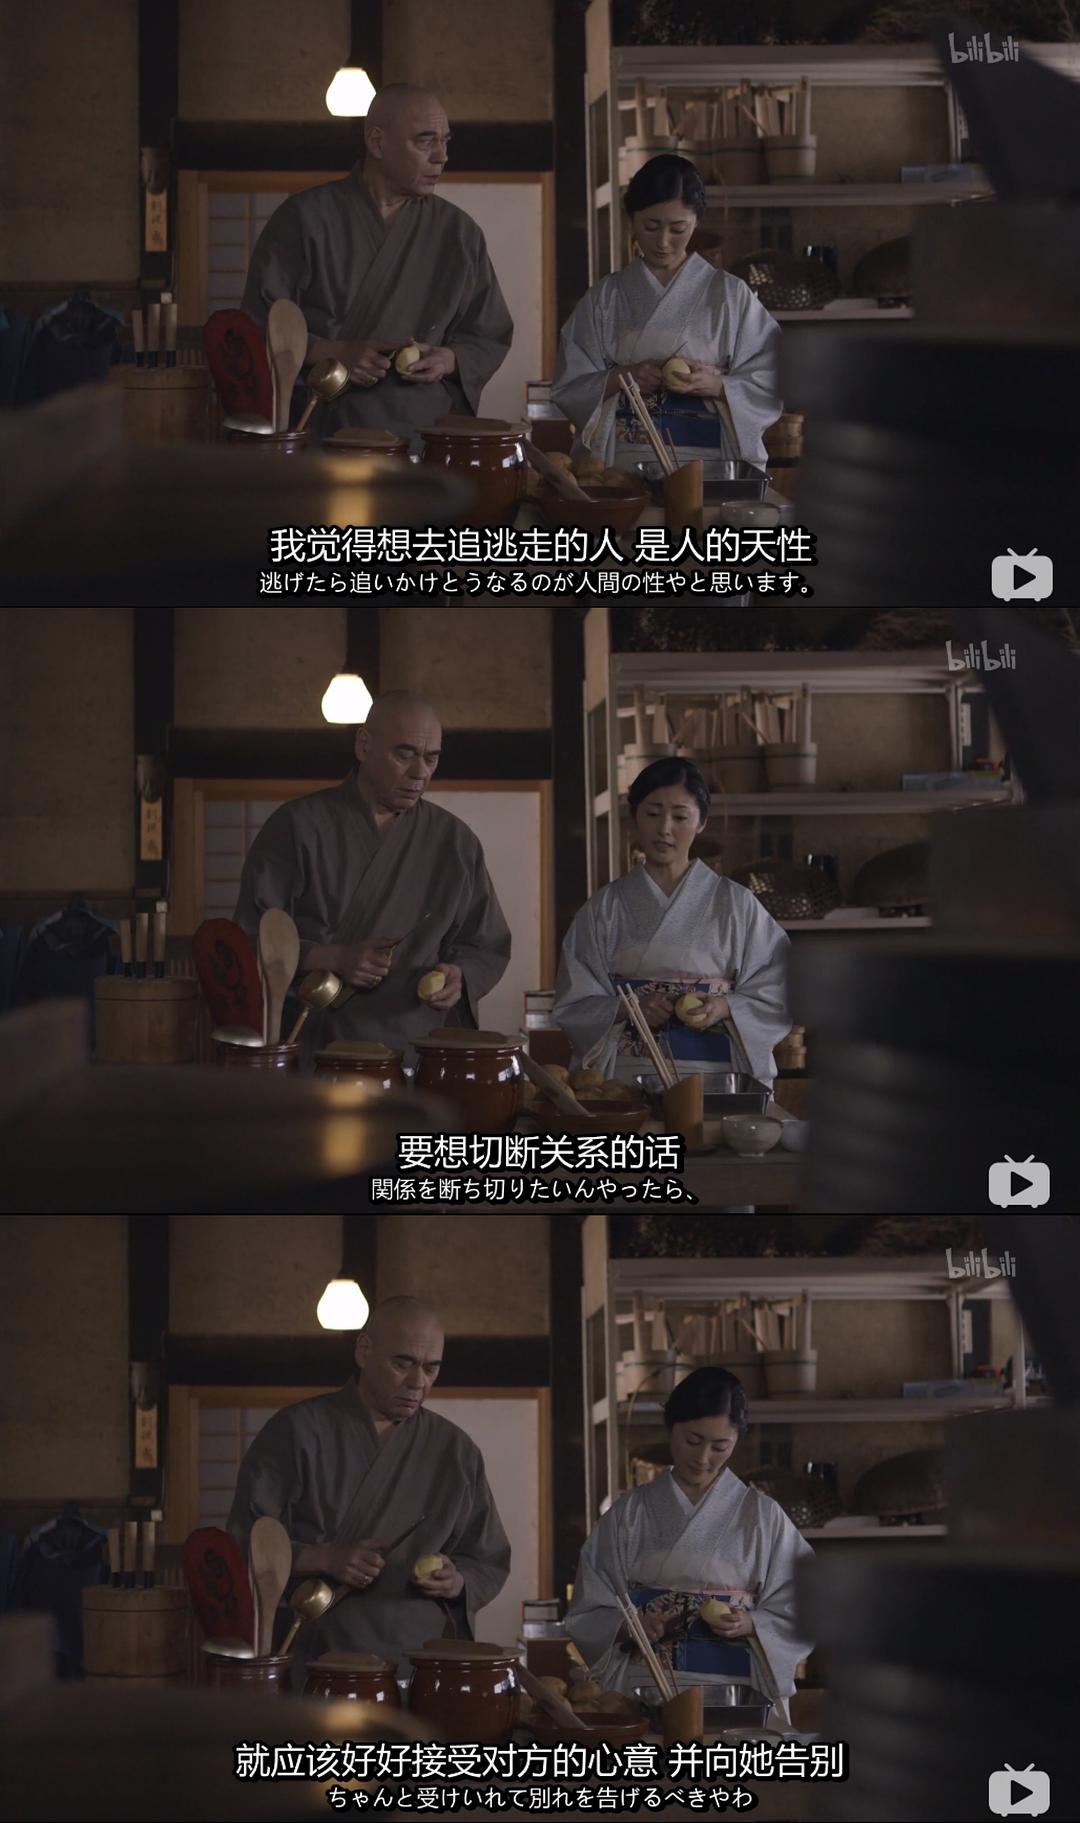 bilibili
我觉得想去追逃走的人 是人的天性
逃げたら追いかけとうなるのが人間の性やと思います。
bilibili
要想切断关系的话
関係を断ち切りたいんやったら、
bilibili
就应该好好接受对方的心意 并向她告别
ちゃんと受けいれて別れを告げるべきやわ